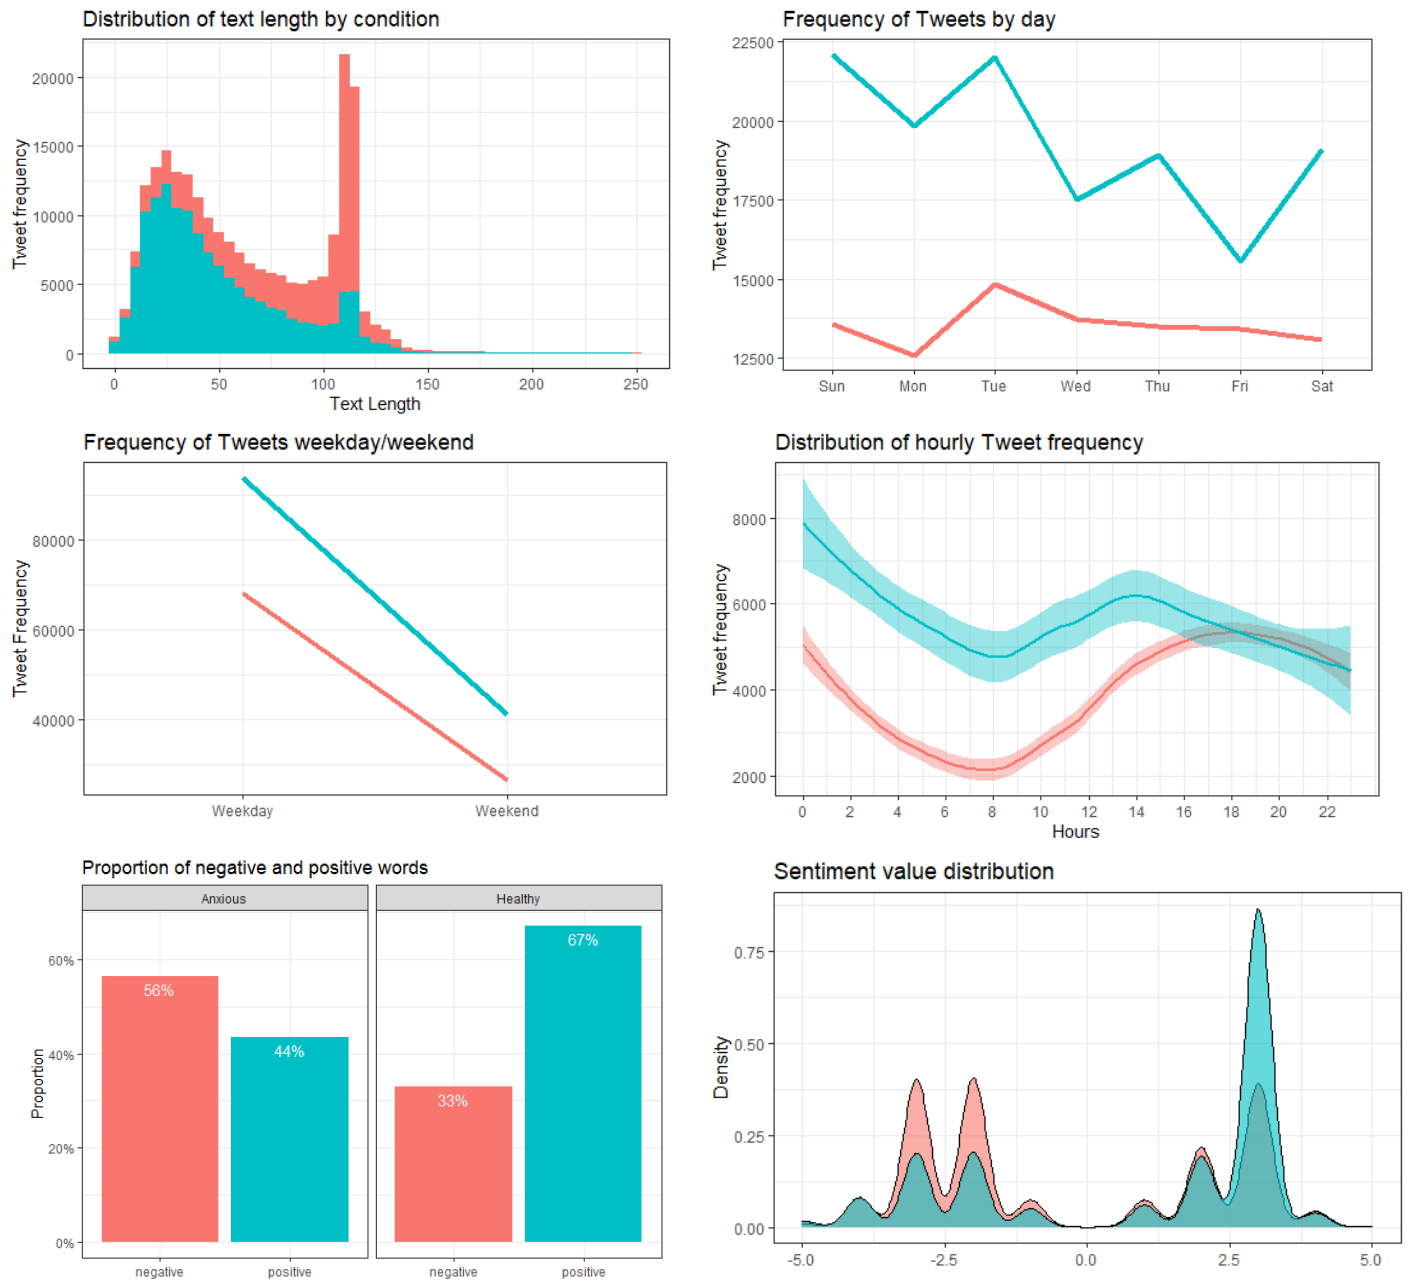 Distribution of text length by condition
Tweet frequency
20000
15000
10000
5000
0
0 50 100 150 200 250
Text Length
Frequency of Tweets by day
Tweet frequency
22500
20000
17500
15000
12500
Sun Mon Tue Wed Thu Fri Sat
Frequency of Tweets weekday/weekend
Tweet Frequency
80000
60000
40000
Weekday Weekend
Distribution of hourly Tweet frequency
Tweet frequency
8000
6000
4000
2000
0 2 4 6 8 10 12 14 16 18 20 22
Hours
Proportion of negative and positive words
Anxious Healthy
Proportion
60%
40%
20%
0%
56% 44% 33% 67%
negative positive negative positive
Sentiment value distribution
Density
0.75
0.50
0.25
0.00
-5.0 -2.5 0.0 2.5 5.0